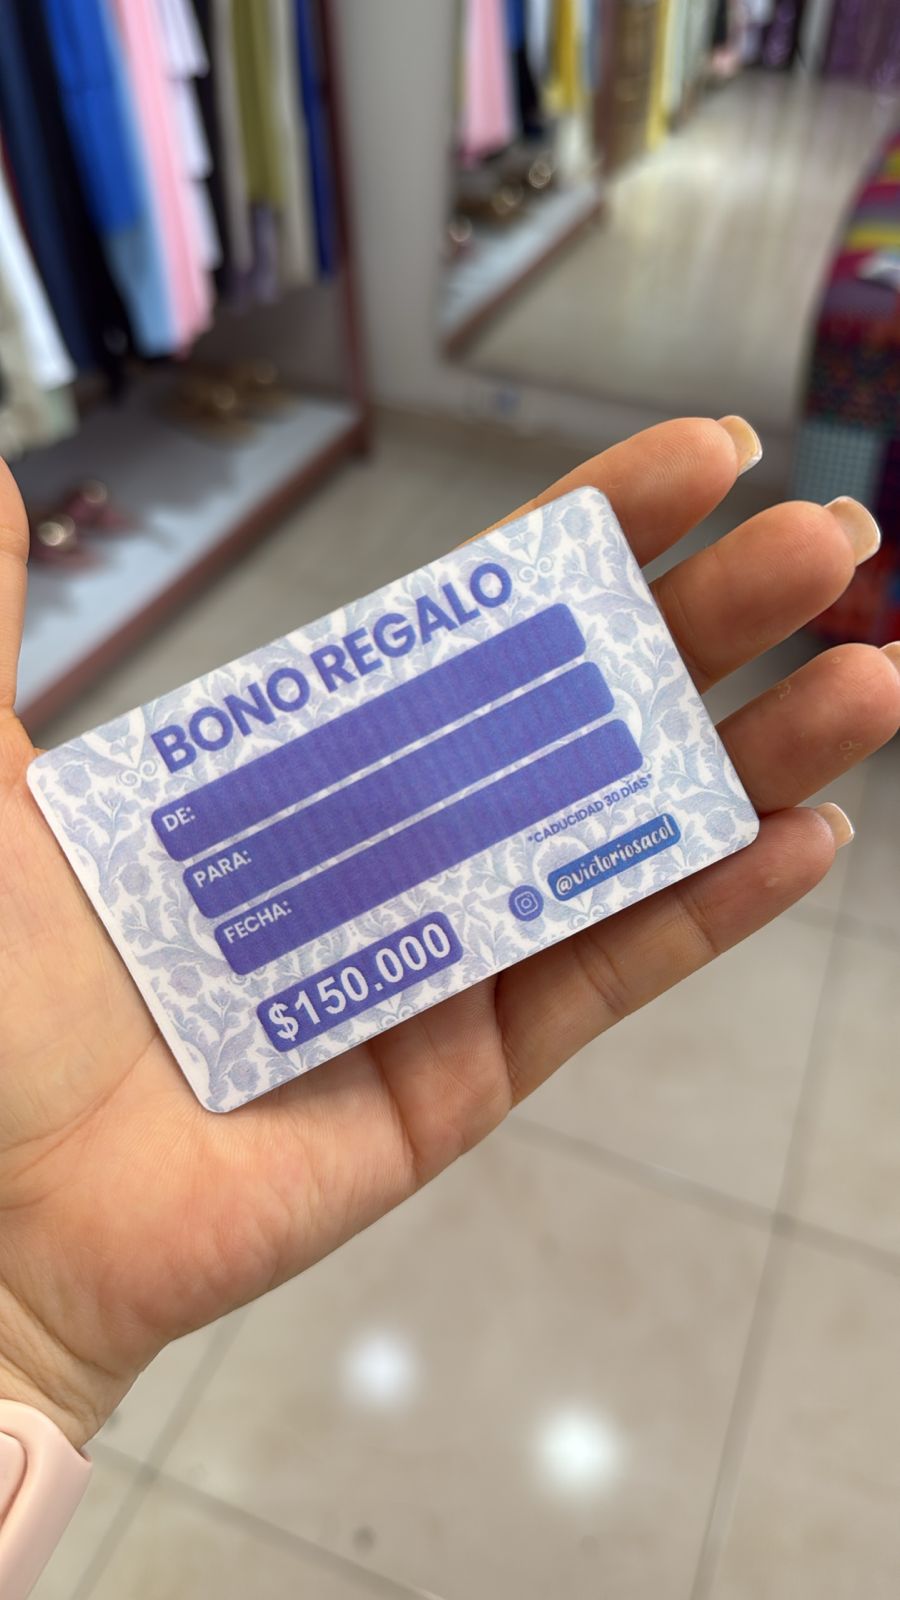 BONO REGALO
DE:
PARA:
FECHA:
*CADUCIDAD 30 DÍAS*
$150.000
@victoriosacol